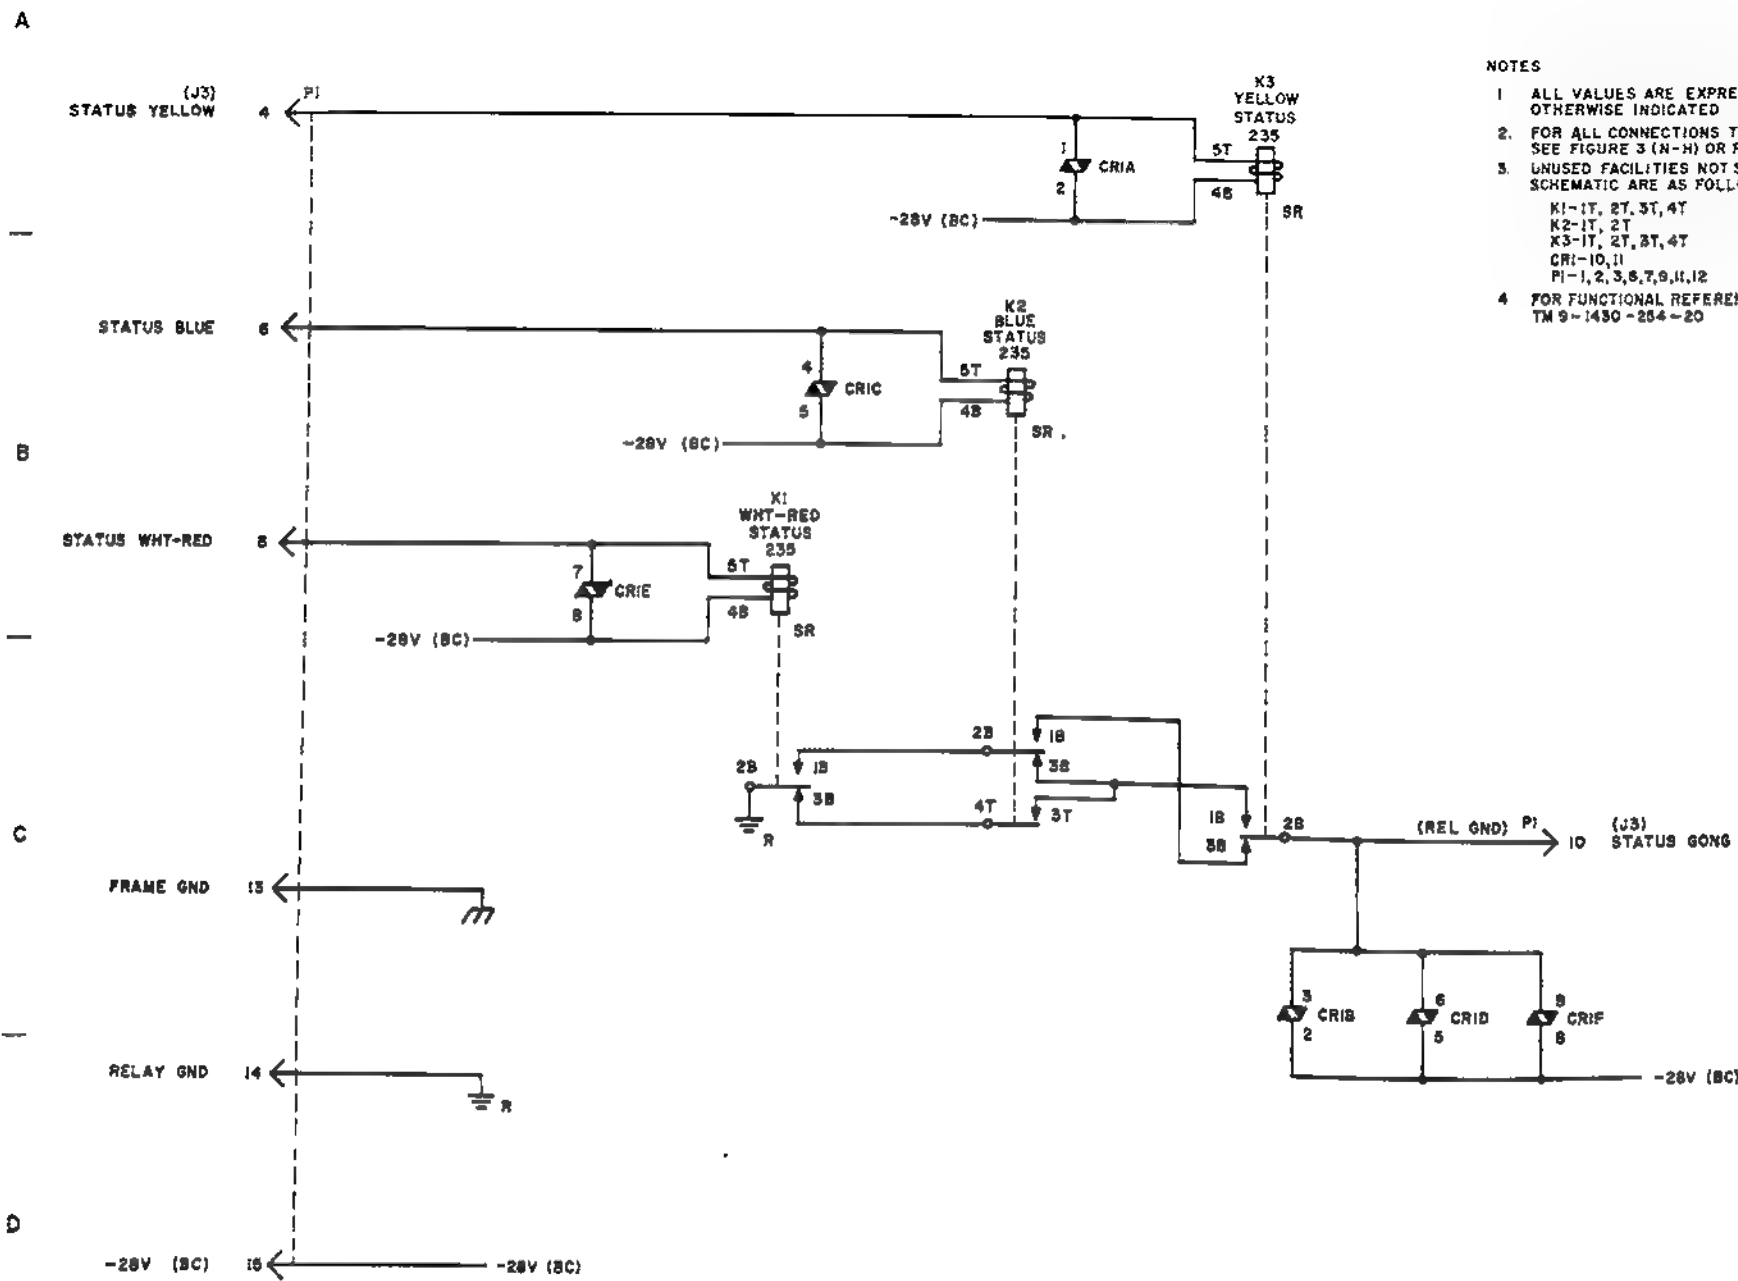 A
(J3)
STATUS YELLOW 4
P1
K3
YELLOW
STATUS
235
5T
4B
SR
1
2
CR1A
-28V (BC)
NOTES
1 ALL VALUES ARE EXPRE
OTHERWISE INDICATED
2. FOR ALL CONNECTIONS T
SEE FIGURE 3 (N-H) OR F
3. UNUSED FACILITIES NOT S
SCHEMATIC ARE AS FOLL
K1-1T, 2T, 3T, 4T
K2-1T, 2T
K3-1T, 2T, 3T, 4T
CR1-10,11
P1-1,2,3,5,7,9,11,12
4 FOR FUNCTIONAL REFEREN
TM 9-1430-254-20
STATUS BLUE 6
K2
BLUE
STATUS
235
5T
4B
SR
4
5
CR1C
-28V (BC)
B
STATUS WHT-RED 8
K1
WHT-RED
STATUS
235
5T
4B
SR
7
8
CR1E
-28V (BC)
2B
1B
3B
R
2B
1B
3B
4T
3T
1B
3B
2B
(REL GND)
P1
10
(J3)
STATUS GONG
C
FRAME GND 13
3
2
CR1B
6
5
CR1D
9
8
CR1F
-28V (BC)
RELAY GND 14
R
D
-28V (BC) 15
-28V (BC)